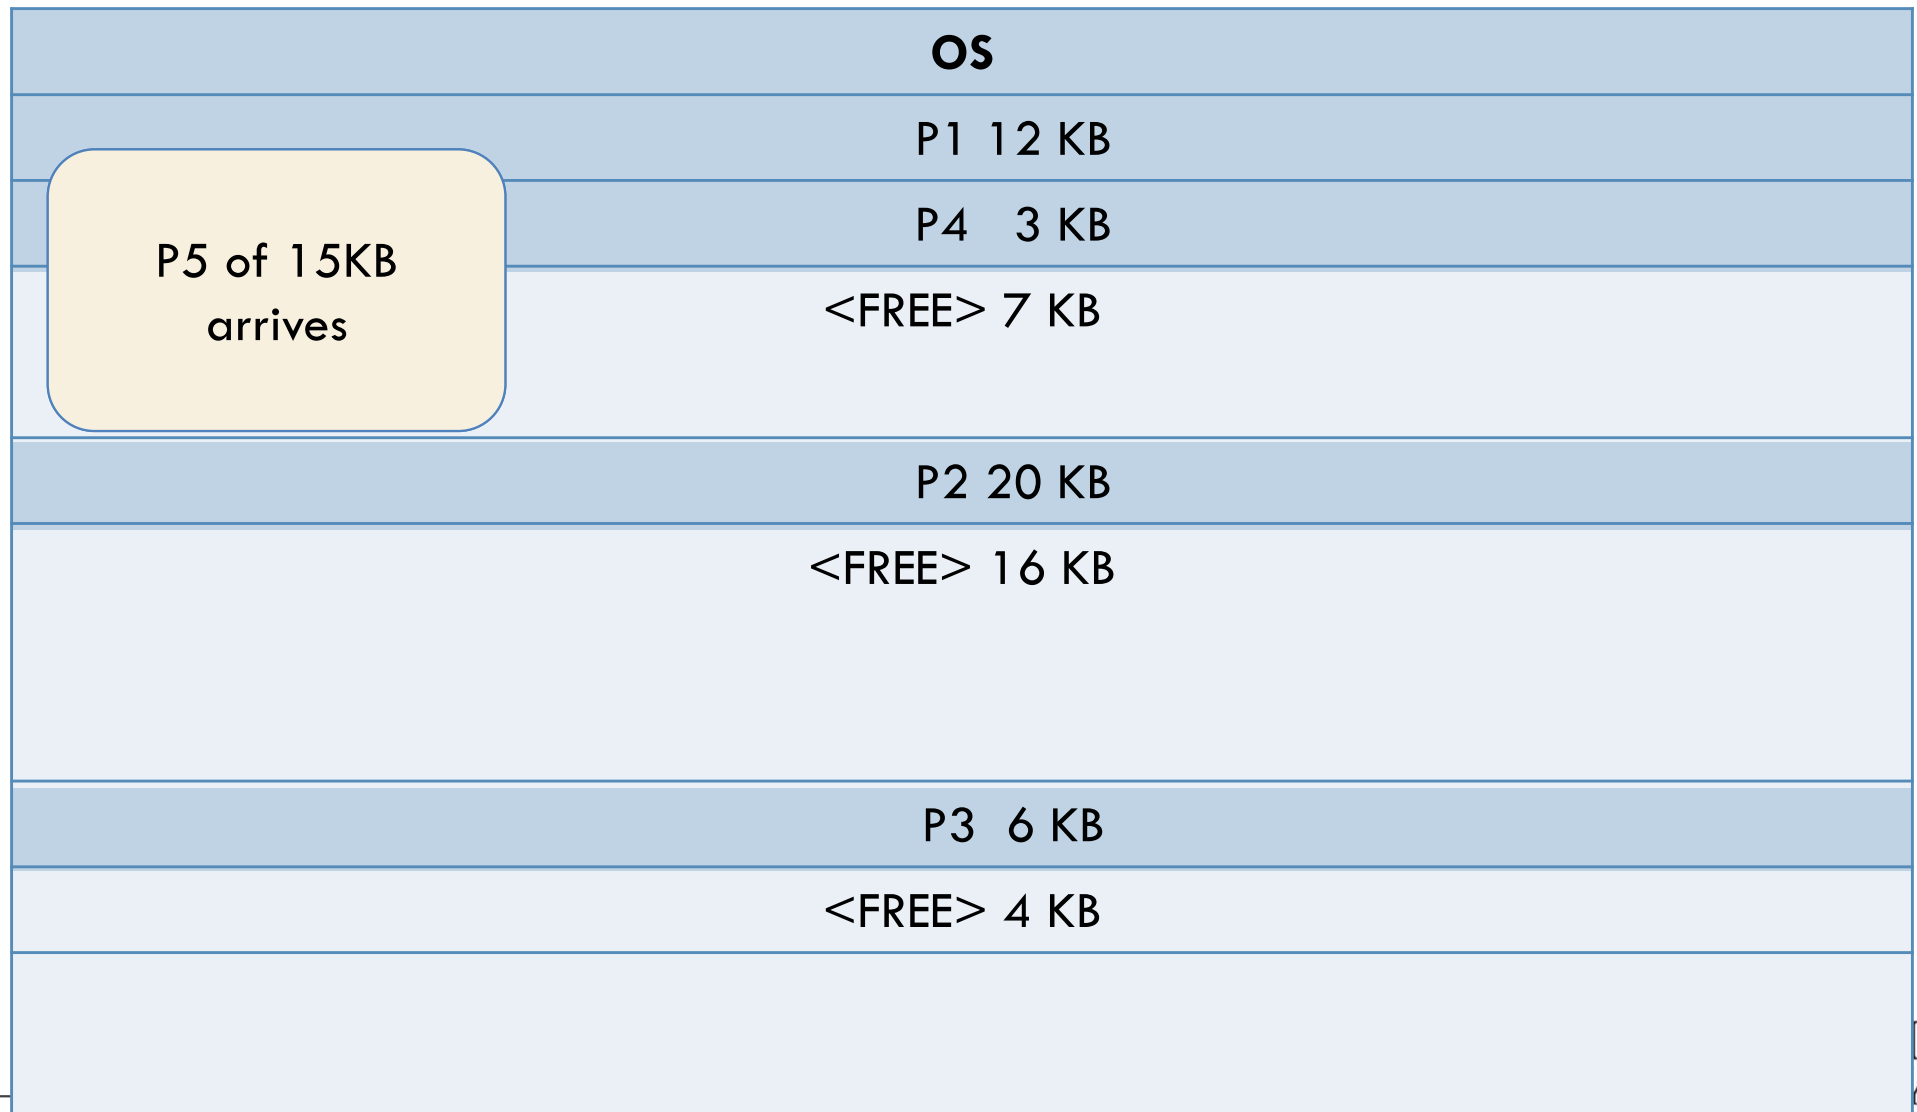 OS
P1 12 KB
P4 3 KB
P5 of 15KB
arrives
<FREE> 7 KB
P2 20 KB
<FREE> 16 KB
P3 6 KB
<FREE> 4 KB